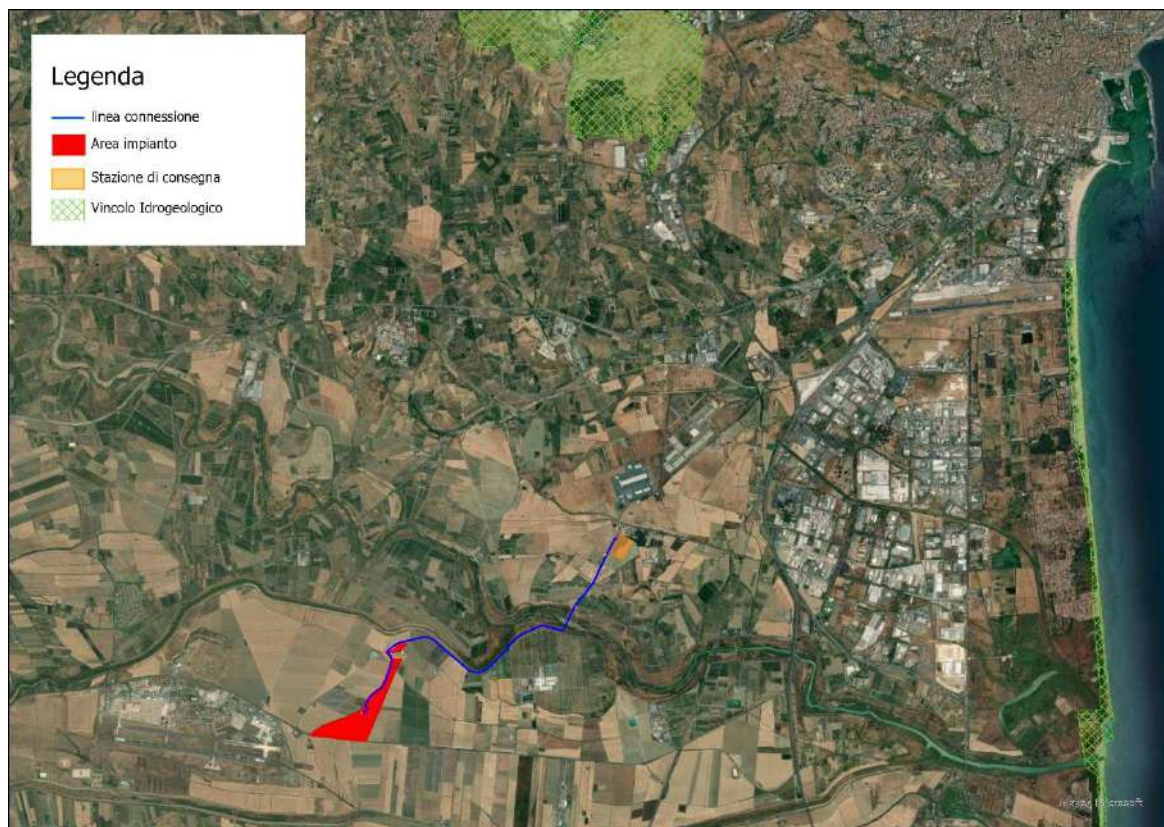 Legenda
linea connessione
Area impianto
Stazione di consegna
Vincolo Idrogeologico